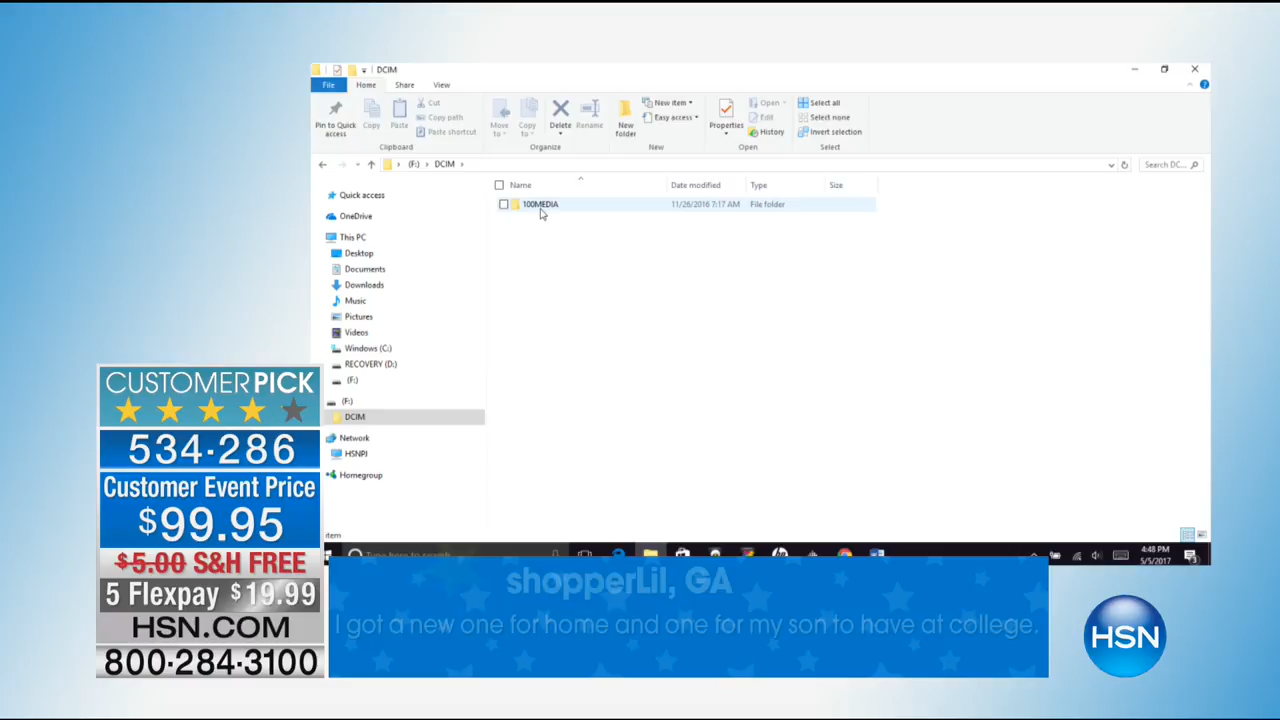 DCIM
File Home Share View
Pin to Quick access
Copy
Paste
Cut
Copy path
Paste shortcut
Clipboard
Move to
Copy to
Delete
Rename
Organize
New folder
New item
Easy access
New
Properties
Open
Edit
History
Open
Select all
Select none
Invert selection
Select
(F:) > DCIM >
Search DC...
Name Date modified Type Size
100MEDIA 11/26/2016 7:17 AM File folder
Quick access
OneDrive
This PC
Desktop
Documents
Downloads
Music
Pictures
Videos
Windows (C:)
RECOVERY (D:)
(F:)
(F:)
DCIM
Network
HSNPJ
Homegroup
item
Type here to search
4:48 PM
5/5/2017
CUSTOMER PICK
534-286
Customer Event Price
$99.95
$5.00 S&H FREE
5 Flexpay $19.99
HSN.COM
800-284-3100
shopperLil, GA
I got a new one for home and one for my son to have at college.
HSN